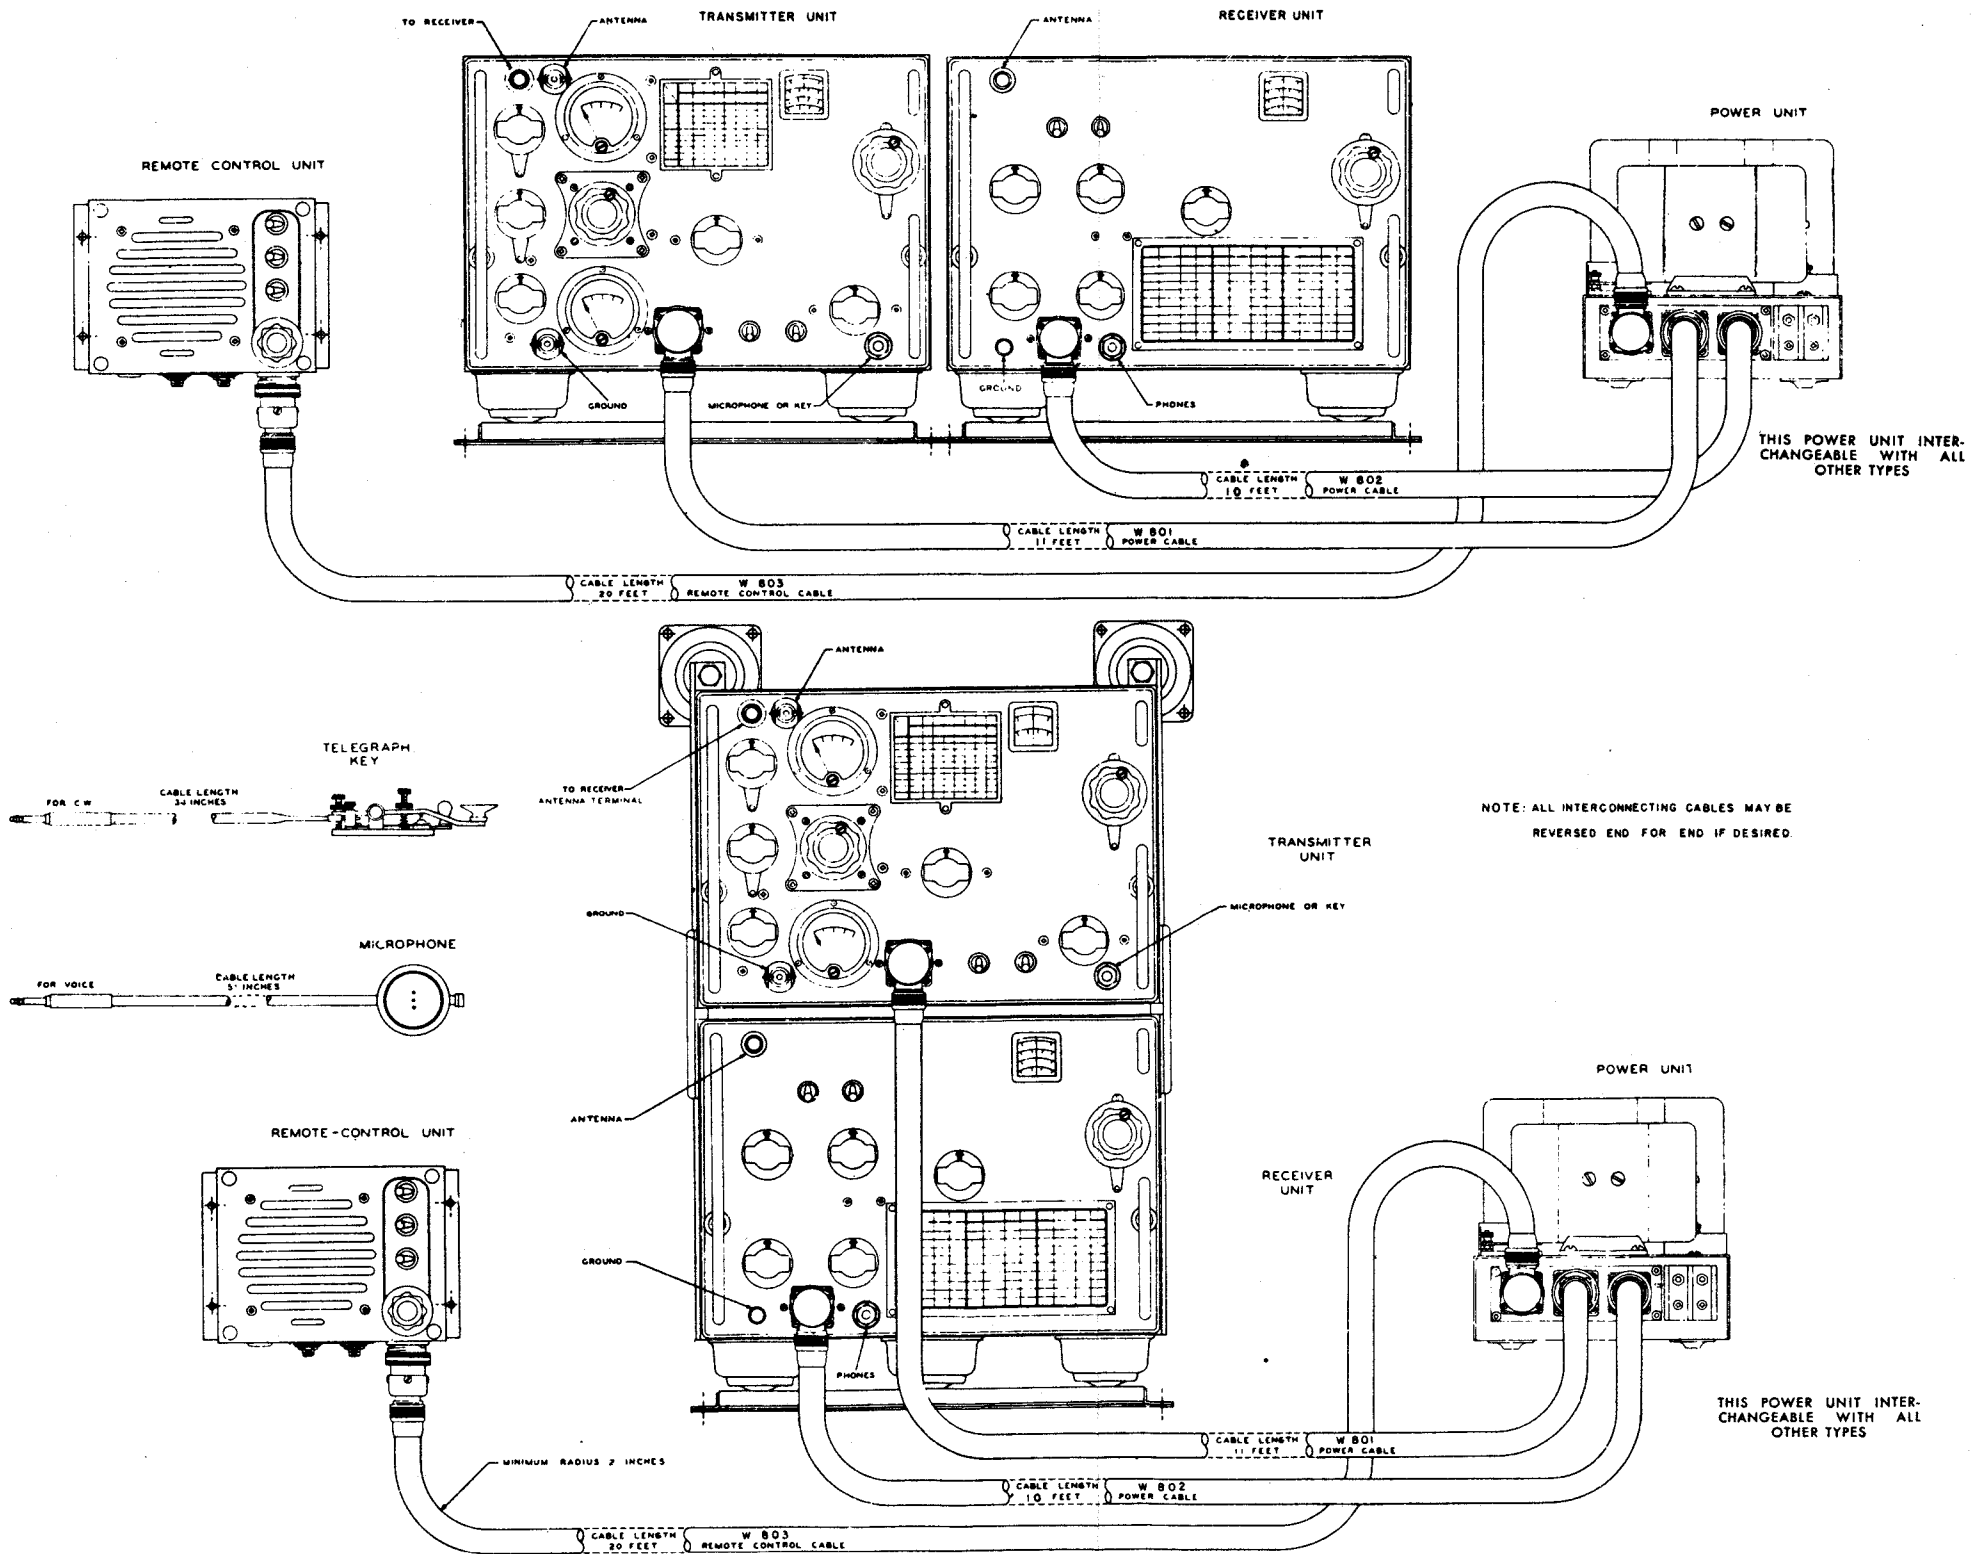 TO RECEIVER
ANTENNA
TRANSMITTER UNIT
ANTENNA
RECEIVER UNIT
POWER UNIT
REMOTE CONTROL UNIT
GROUND
MICROPHONE OR KEY
GROUND
PHONES
THIS POWER UNIT INTER-
CHANGEABLE WITH ALL
OTHER TYPES
CABLE LENGTH
10 FEET
W 802
POWER CABLE
CABLE LENGTH
11 FEET
W 801
POWER CABLE
CABLE LENGTH
20 FEET
W 803
REMOTE CONTROL CABLE
ANTENNA
TELEGRAPH
KEY
FOR CW
CABLE LENGTH
INCHES
TO RECEIVER
ANTENNA TERMINAL
NOTE: ALL INTERCONNECTING CABLES MAY BE
REVERSED END FOR END IF DESIRED.
TRANSMITTER
UNIT
GROUND
MICROPHONE OR KEY
MICROPHONE
FOR VOICE
CABLE LENGTH
INCHES
POWER UNIT
ANTENNA
REMOTE-CONTROL UNIT
RECEIVER
UNIT
GROUND
PHONES
THIS POWER UNIT INTER-
CHANGEABLE WITH ALL
OTHER TYPES
CABLE LENGTH
11 FEET
W 801
POWER CABLE
MINIMUM RADIUS 2 INCHES
CABLE LENGTH
10 FEET
W 802
POWER CABLE
CABLE LENGTH
20 FEET
W 803
REMOTE CONTROL CABLE